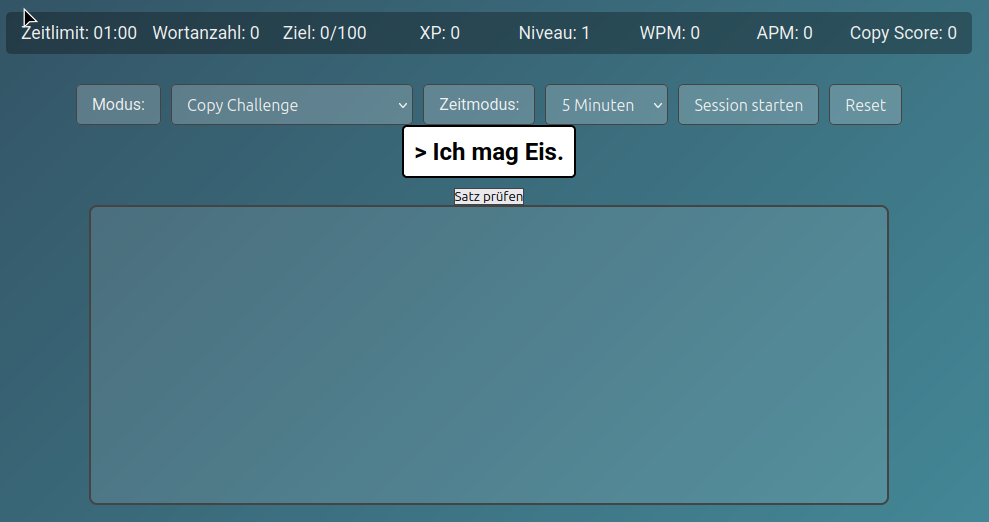 Zeitlimit: 01:00 Wortanzahl: 0 Ziel: 0/100 XP: 0 Niveau: 1 WPM: 0 APM: 0 Copy Score: 0
Modus: Copy Challenge Zeitmodus: 5 Minuten Session starten Reset
> Ich mag Eis.
Satz prüfen